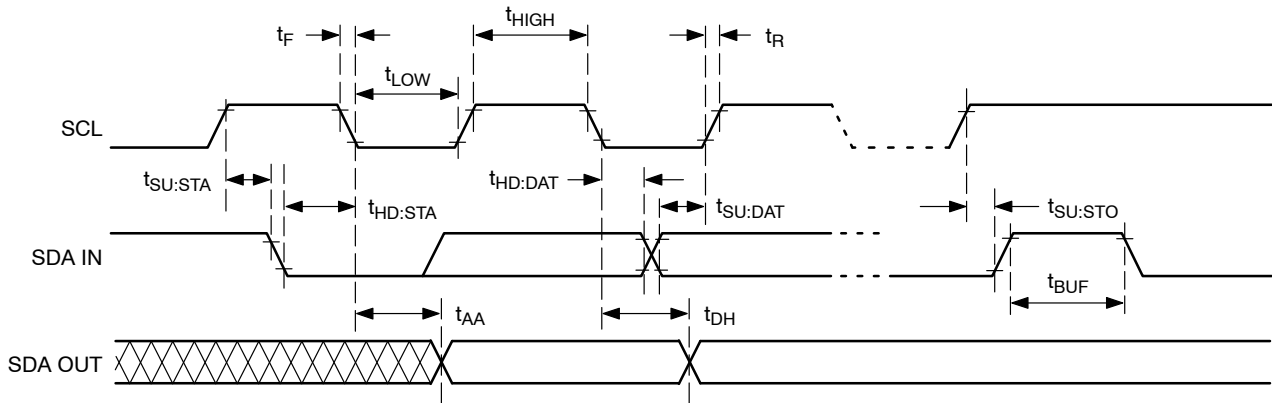 tF
tHIGH
tR
tLOW
SCL
tSU:STA
tHD:STA
tHD:DAT
tSU:DAT
tSU:STO
SDA IN
tBUF
tAA
tDH
SDA OUT